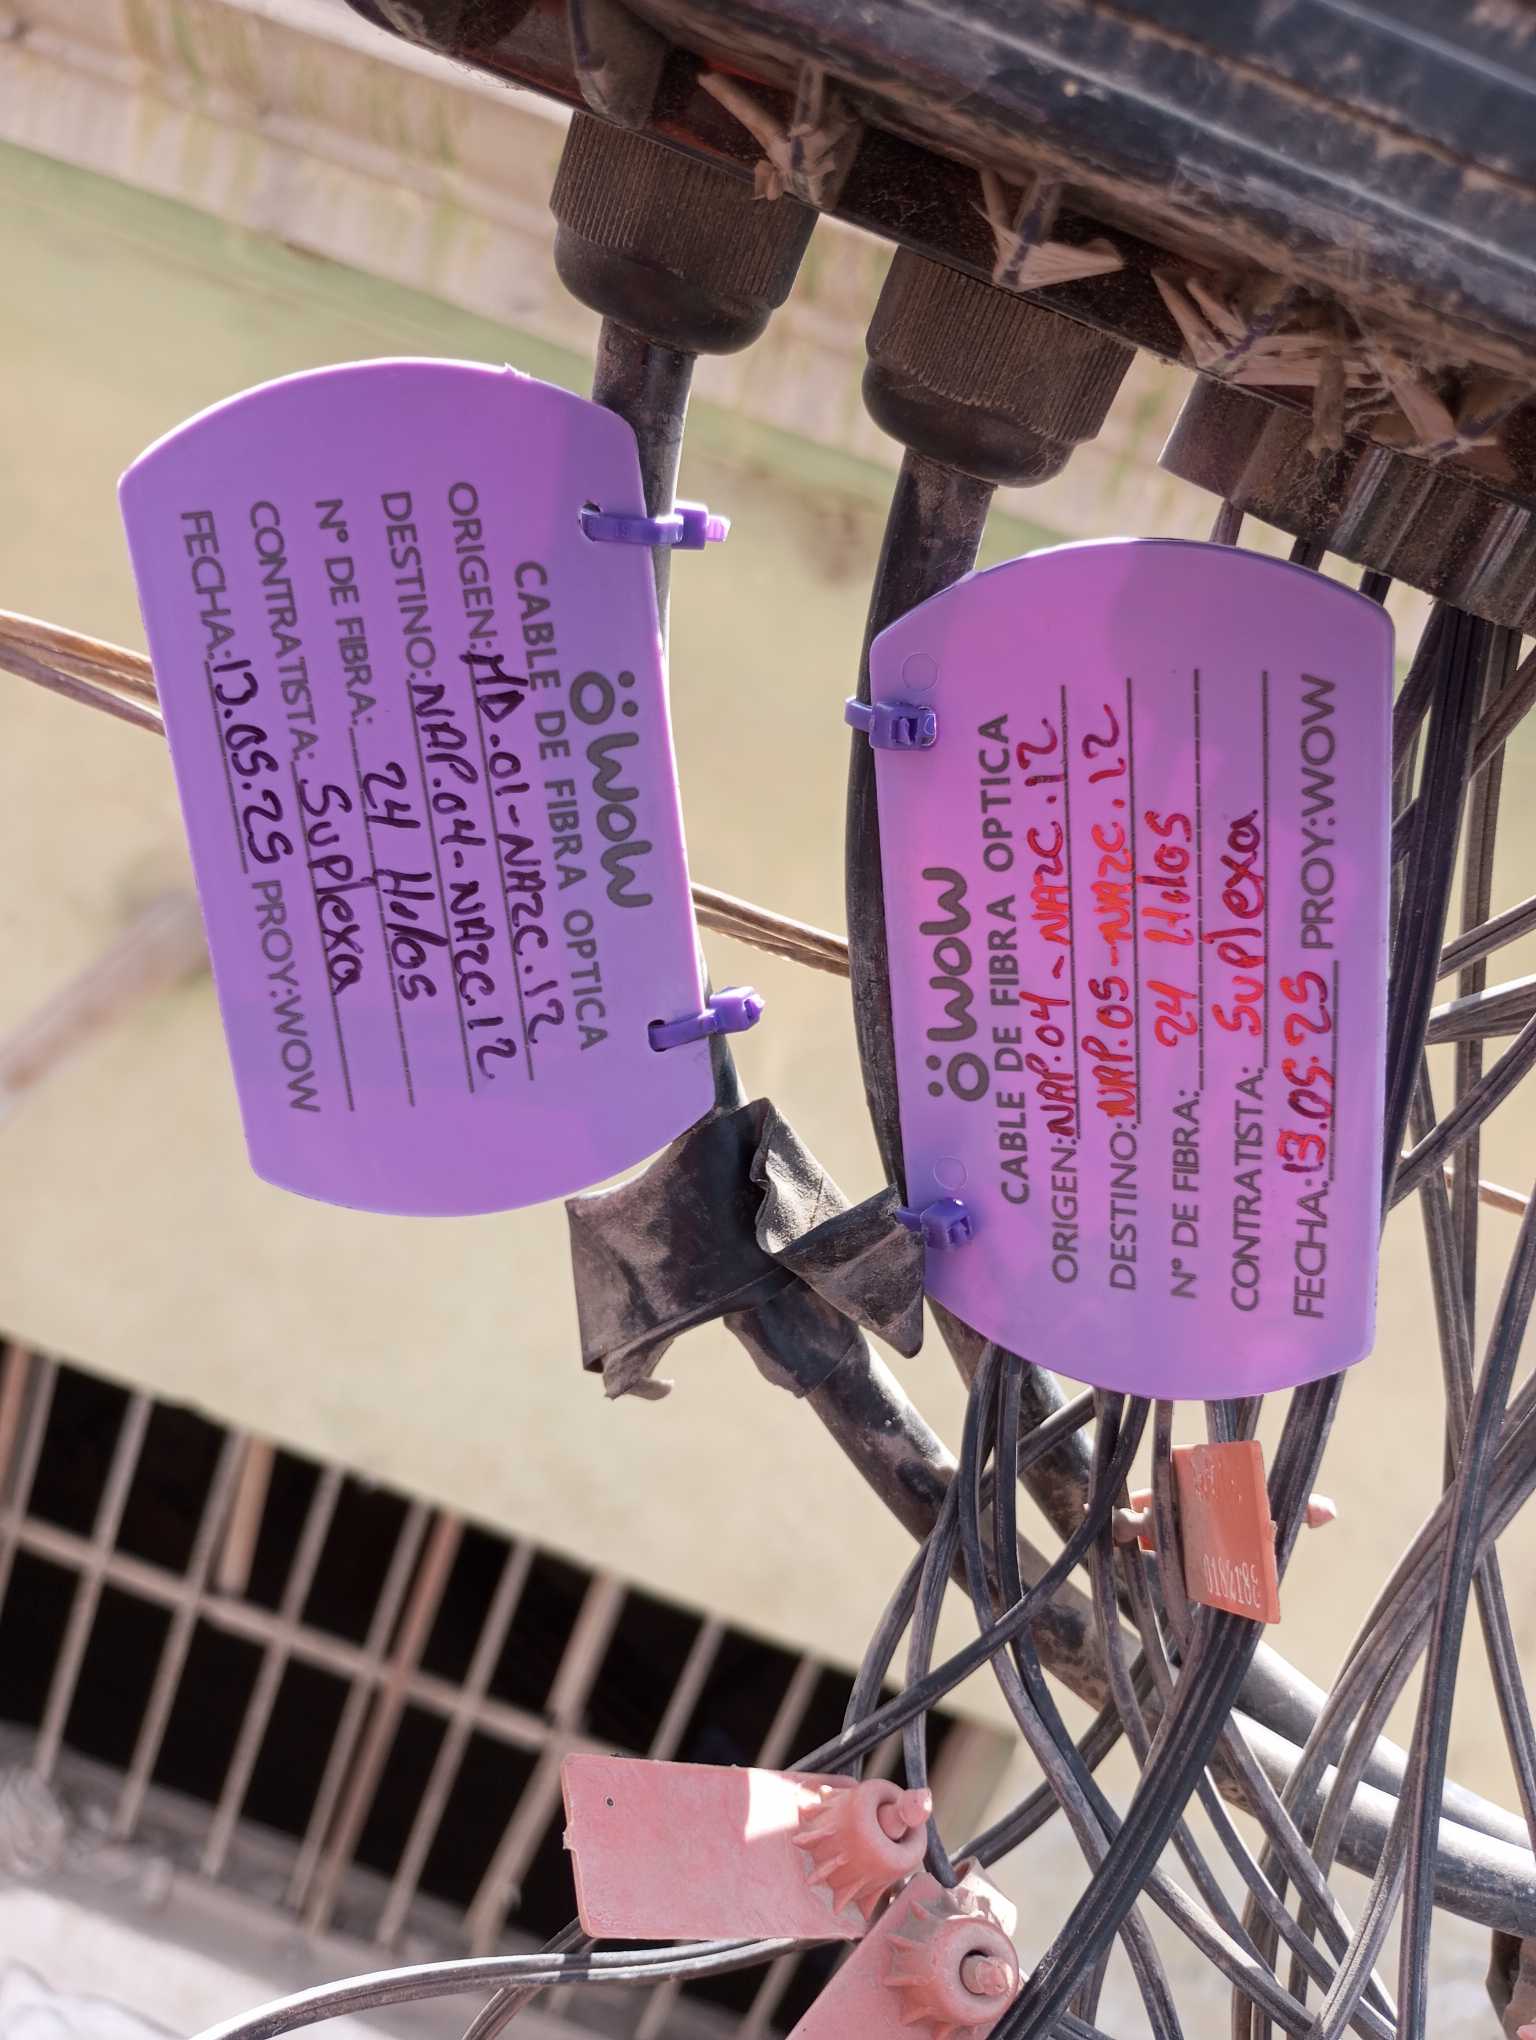 wow
CABLE DE FIBRA OPTICA
ORIGEN: MD.01-NAZC.12
DESTINO: NAP.04-NAZC.12
N° DE FIBRA: 24 Hilos
CONTRATISTA: Suplexa
FECHA: 13.05.25 PROY:WOW
wow
CABLE DE FIBRA OPTICA
ORIGEN: NAP.04-NAZC.12
DESTINO: NAP.05-NAZC.12
N° DE FIBRA: 24 Hilos
CONTRATISTA: Suplexa
FECHA: 13.05.25 PROY:WOW